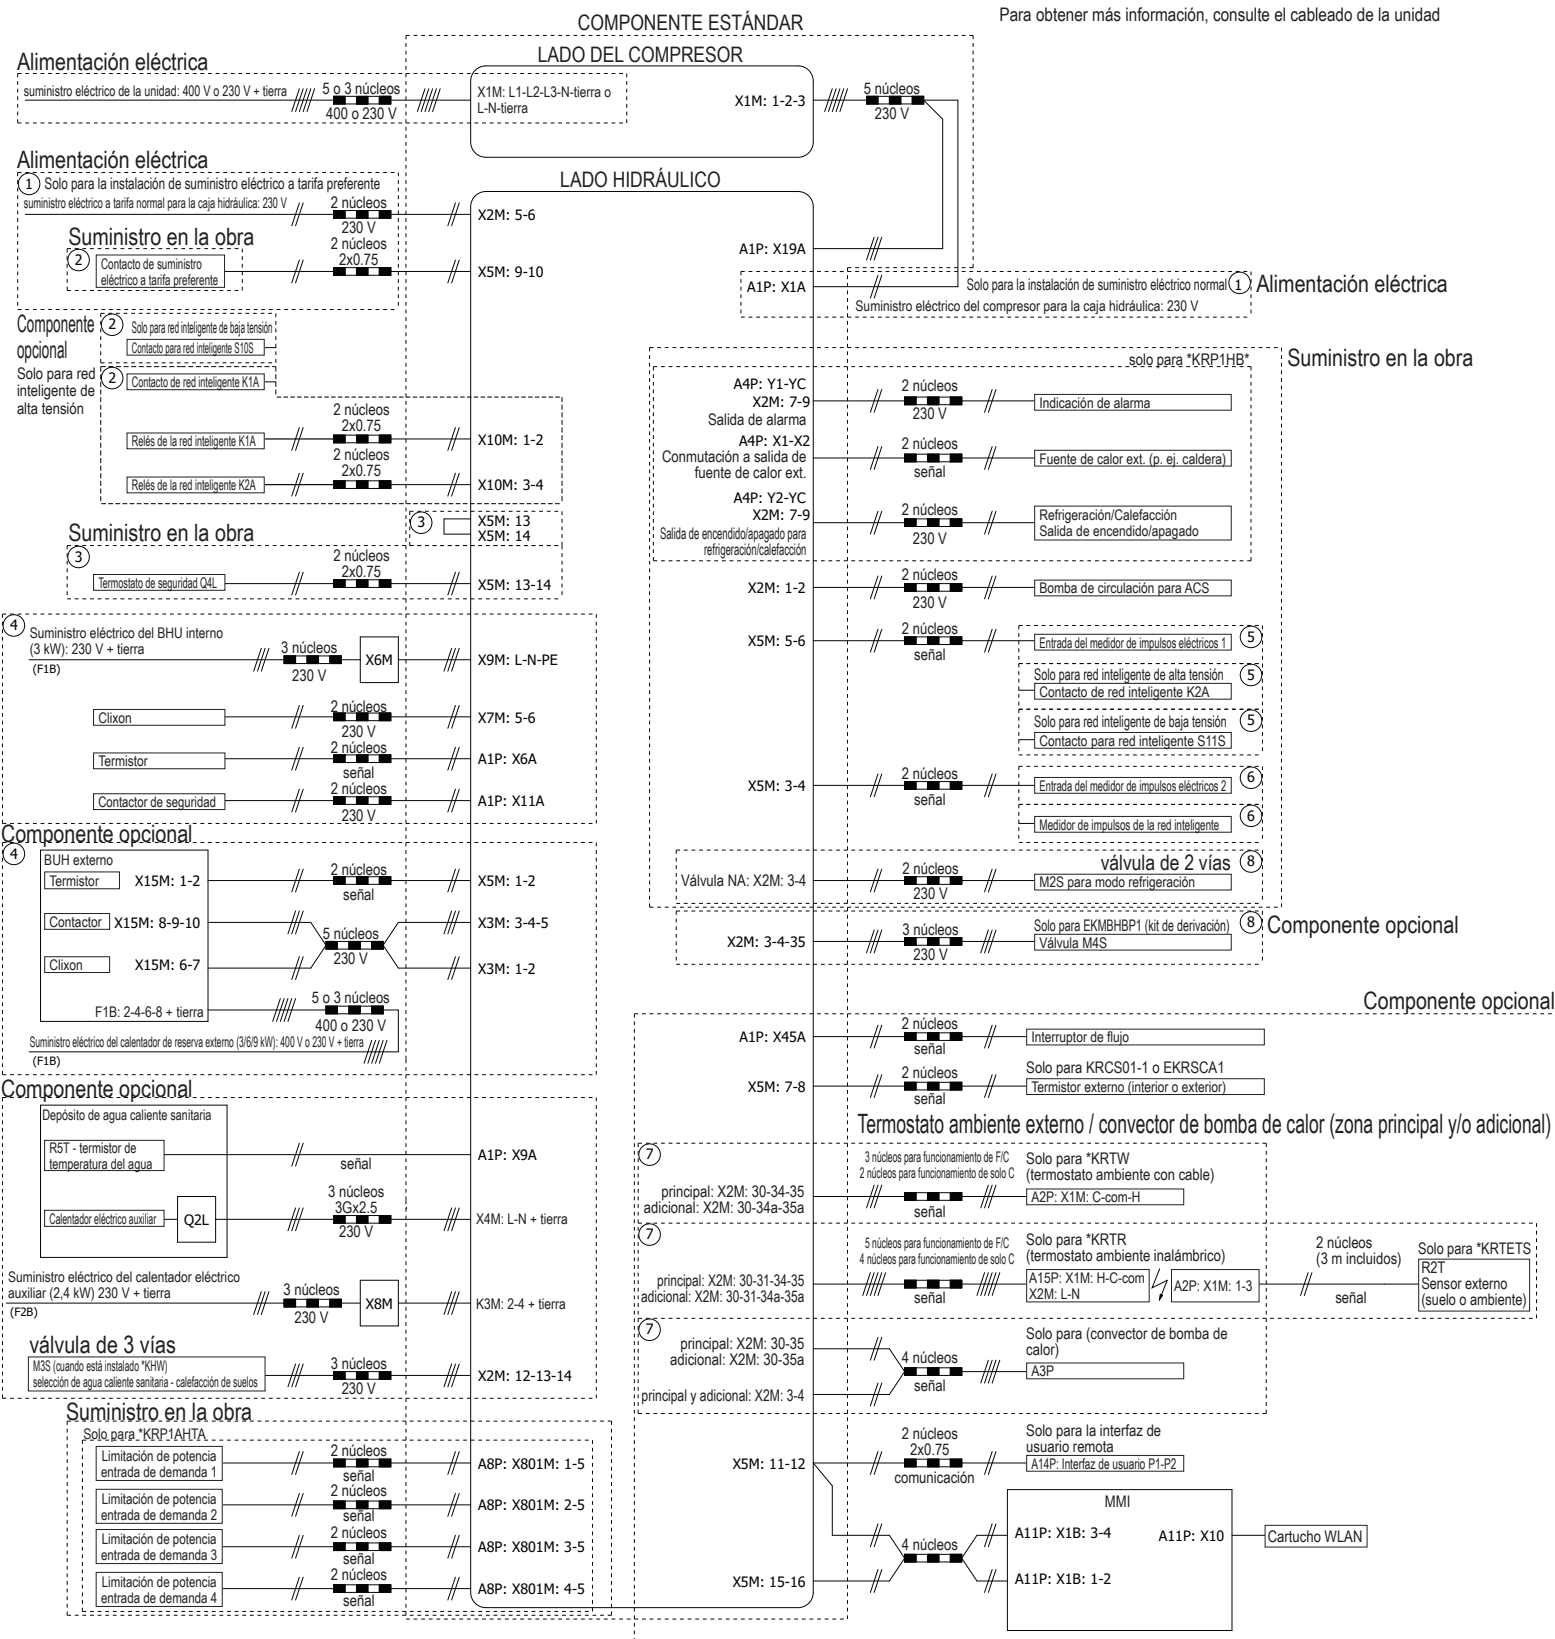 Para obtener más información, consulte el cableado de la unidad
COMPONENTE ESTÁNDAR
LADO DEL COMPRESOR
Alimentación eléctrica
suministro eléctrico de la unidad: 400 V o 230 V + tierra
5 o 3 núcleos
400 o 230 V
X1M: L1-L2-L3-N-tierra o
L-N-tierra
X1M: 1-2-3
5 núcleos
230 V
Alimentación eléctrica
1 Solo para la instalación de suministro eléctrico a tarifa preferente
suministro eléctrico a tarifa normal para la caja hidráulica: 230 V
2 núcleos
230 V
X2M: 5-6
LADO HIDRÁULICO
Suministro en la obra
2
Contacto de suministro
eléctrico a tarifa preferente
2 núcleos
2x0.75
X5M: 9-10
A1P: X19A
A1P: X1A
Solo para la instalación de suministro eléctrico normal 1
Alimentación eléctrica
Suministro eléctrico del compresor para la caja hidráulica: 230 V
Componente
opcional
2 Solo para red inteligente de baja tensión
Contacto para red inteligente S10S
Solo para red
inteligente de
alta tensión
2 Contacto de red inteligente K1A
Relés de la red inteligente K1A
2 núcleos
2x0.75
X10M: 1-2
Relés de la red inteligente K2A
2 núcleos
2x0.75
X10M: 3-4
3
X5M: 13
X5M: 14
Suministro en la obra
3
Termostato de seguridad Q4L
2 núcleos
2x0.75
X5M: 13-14
4
Suministro eléctrico del BHU interno
(3 kW): 230 V + tierra
(F1B)
3 núcleos
230 V
X6M
X9M: L-N-PE
Clixon
2 núcleos
230 V
X7M: 5-6
Termistor
2 núcleos
señal
A1P: X6A
Contactor de seguridad
2 núcleos
230 V
A1P: X11A
Componente opcional
4
BUH externo
Termistor
X15M: 1-2
2 núcleos
señal
X5M: 1-2
Contactor
X15M: 8-9-10
5 núcleos
230 V
X3M: 3-4-5
Clixon
X15M: 6-7
X3M: 1-2
F1B: 2-4-6-8 + tierra
5 o 3 núcleos
400 o 230 V
Suministro eléctrico del calentador de reserva externo (3/6/9 kW): 400 V o 230 V + tierra
(F1B)
Componente opcional
Depósito de agua caliente sanitaria
R5T - termistor de
temperatura del agua
señal
A1P: X9A
Calentador eléctrico auxiliar
Q2L
3 núcleos
3Gx2.5
230 V
X4M: L-N + tierra
Suministro eléctrico del calentador eléctrico
auxiliar (2,4 kW) 230 V + tierra
(F2B)
3 núcleos
230 V
X8M
K3M: 2-4 + tierra
válvula de 3 vías
M3S (cuando está instalado *KHW)
selección de agua caliente sanitaria - calefacción de suelos
3 núcleos
230 V
X2M: 12-13-14
Suministro en la obra
Solo para *KRP1AHTA
Limitación de potencia
entrada de demanda 1
2 núcleos
señal
A8P: X801M: 1-5
Limitación de potencia
entrada de demanda 2
2 núcleos
señal
A8P: X801M: 2-5
Limitación de potencia
entrada de demanda 3
2 núcleos
señal
A8P: X801M: 3-5
Limitación de potencia
entrada de demanda 4
2 núcleos
señal
A8P: X801M: 4-5
Suministro en la obra
solo para *KRP1HB*
A4P: Y1-YC
X2M: 7-9
Salida de alarma
2 núcleos
230 V
Indicación de alarma
A4P: X1-X2
Conmutación a salida de
fuente de calor ext.
2 núcleos
señal
Fuente de calor ext. (p. ej. caldera)
A4P: Y2-YC
X2M: 7-9
Salida de encendido/apagado para
refrigeración/calefacción
2 núcleos
230 V
Refrigeración/Calefacción
Salida de encendido/apagado
X2M: 1-2
2 núcleos
230 V
Bomba de circulación para ACS
X5M: 5-6
2 núcleos
señal
Entrada del medidor de impulsos eléctricos 1
5
Solo para red inteligente de alta tensión 5
Contacto de red inteligente K2A
Solo para red inteligente de baja tensión 5
Contacto para red inteligente S11S
X5M: 3-4
2 núcleos
señal
Entrada del medidor de impulsos eléctricos 2
6
Medidor de impulsos de la red inteligente
6
válvula de 2 vías 8
Válvula NA: X2M: 3-4
2 núcleos
230 V
M2S para modo refrigeración
X2M: 3-4-35
3 núcleos
230 V
Solo para EKMBHBP1 (kit de derivación) 8
Válvula M4S
Componente opcional
Componente opcional
A1P: X45A
2 núcleos
señal
Interruptor de flujo
X5M: 7-8
2 núcleos
señal
Solo para KRCS01-1 o EKRSCA1
Termistor externo (interior o exterior)
Termostato ambiente externo / convector de bomba de calor (zona principal y/o adicional)
7
principal: X2M: 30-34-35
adicional: X2M: 30-34a-35a
3 núcleos para funcionamiento de F/C
2 núcleos para funcionamiento de solo C
señal
Solo para *KRTW
(termostato ambiente con cable)
A2P: X1M: C-com-H
7
principal: X2M: 30-31-34-35
adicional: X2M: 30-31-34a-35a
5 núcleos para funcionamiento de F/C
4 núcleos para funcionamiento de solo C
señal
Solo para *KRTR
(termostato ambiente inalámbrico)
A15P: X1M: H-C-com
X2M: L-N
A2P: X1M: 1-3
2 núcleos
(3 m incluidos)
señal
Solo para *KRTETS
R2T
Sensor externo
(suelo o ambiente)
7
principal: X2M: 30-35
adicional: X2M: 30-35a
principal y adicional: X2M: 3-4
4 núcleos
señal
Solo para (convector de bomba de
calor)
A3P
X5M: 11-12
2 núcleos
2x0.75
comunicación
Solo para la interfaz de
usuario remota
A14P: Interfaz de usuario P1-P2
MMI
4 núcleos
A11P: X1B: 3-4
A11P: X10
Cartucho WLAN
X5M: 15-16
A11P: X1B: 1-2